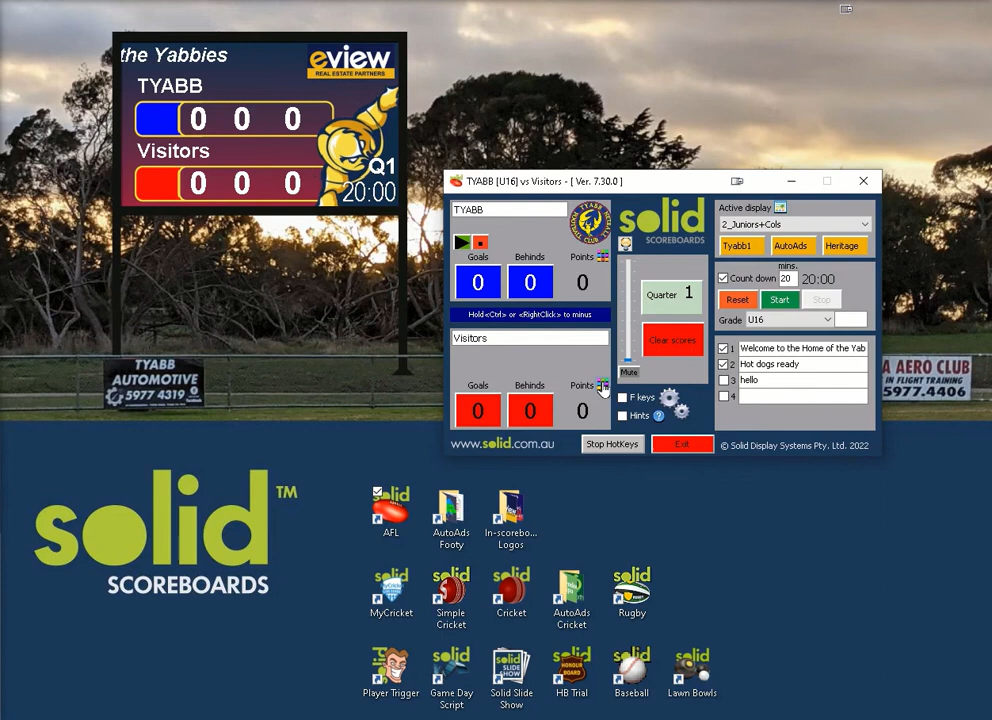 the Yabbies
eview
REAL ESTATE PARTNERS
TYABB
0 0 0
Visitors
0 0 0
Q1
20:00
TYABB
AUTOMOTIVE
5977 4319
A AERO CLUB
IN FLIGHT TRAINING
5977.4406
TYABB [U16] vs Visitors - [ Ver. 7.30.0 ]
TYABB
Goals Behinds Points
0 0 0
Hold <Ctrl> or <RightClick> to minus
Visitors
Goals Behinds Points
0 0 0
www.solid.com.au
solid
SCOREBOARDS
Quarter 1
Clear scores
Mute
F keys
Hints ?
Stop HotKeys
Exit
Active display
2_Juniors+Cols
Tyabb1 AutoAds Heritage
mins.
Count down 20 20:00
Reset Start Stop
Grade U16
1 Welcome to the Home of the Yab
2 Hot dogs ready
3 hello
4
© Solid Display Systems Pty. Ltd. 2022
solid TM
SCOREBOARDS
AFL
AutoAds
Footy
In-scorebo...
Logos
MyCricket
Simple
Cricket
Cricket
AutoAds
Cricket
Rugby
Player Trigger
Game Day
Script
Solid Slide
Show
HB Trial
Baseball
Lawn Bowls